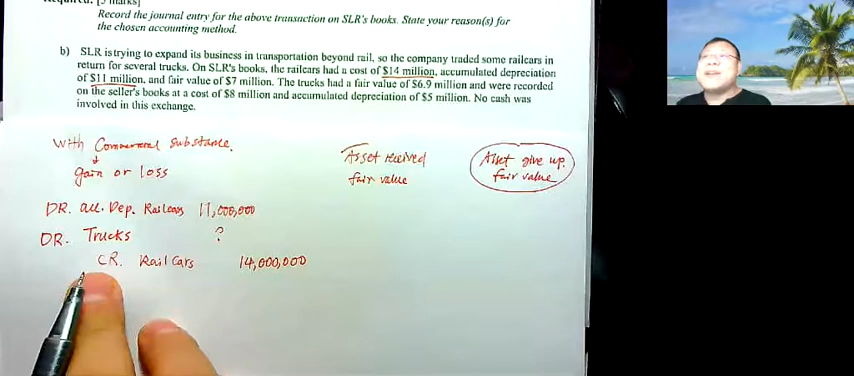 [5 marks]
Record the journal entry for the above transaction on SLR's books. State your reason(s) for
the chosen accounting method.
b) SLR is trying to expand its business in transportation beyond rail, so the company traded some railcars in
return for several trucks. On SLR's books, the railcars had a cost of $14 million, accumulated depreciation
of $11 million, and fair value of $7 million. The trucks had a fair value of $6.9 million and were recorded
on the seller's books at a cost of $8 million and accumulated depreciation of $5 million. No cash was
involved in this exchange.
With Commercial Substance.
gain or loss
Asset received
fair value
Asset give up.
fair value
DR. all. Dep. Railcars 11,000,000
DR. Trucks ?
CR. Rail Cars 14,000,000